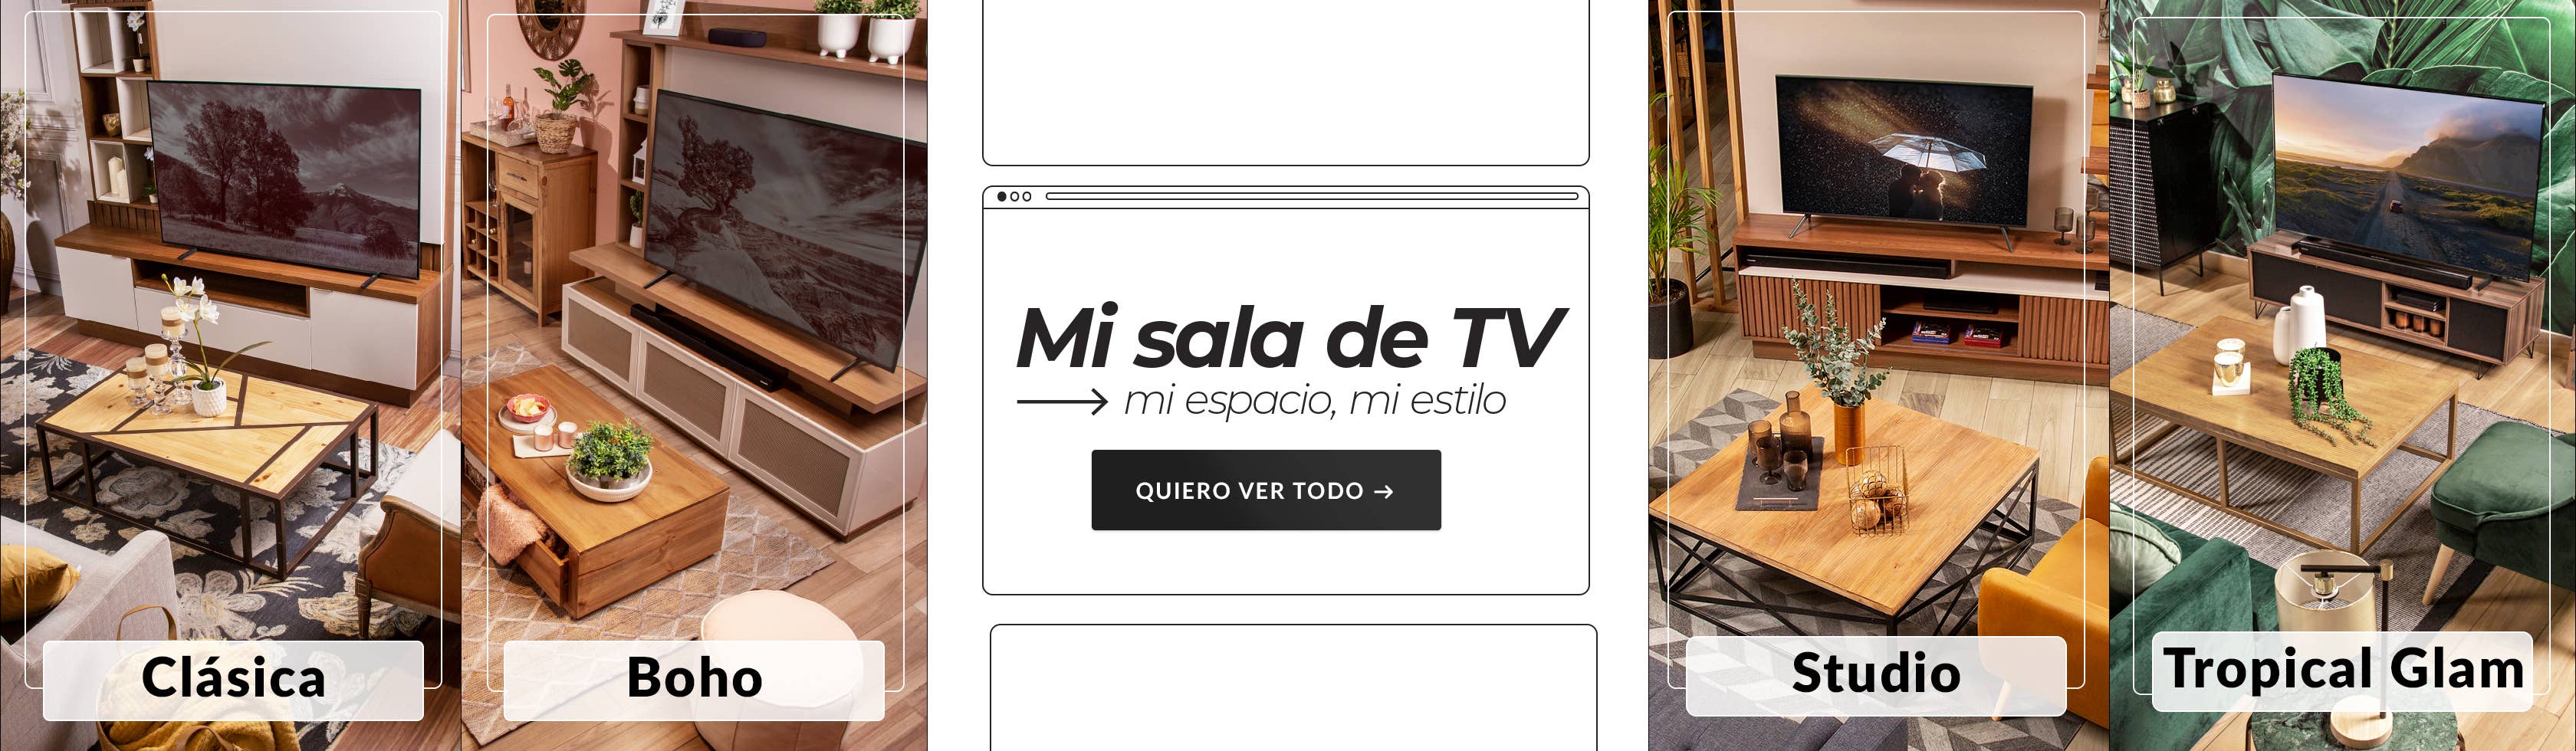 Clásica
Boho
Mi sala de TV
→ mi espacio, mi estilo
QUIERO VER TODO →
Studio
Tropical Glam